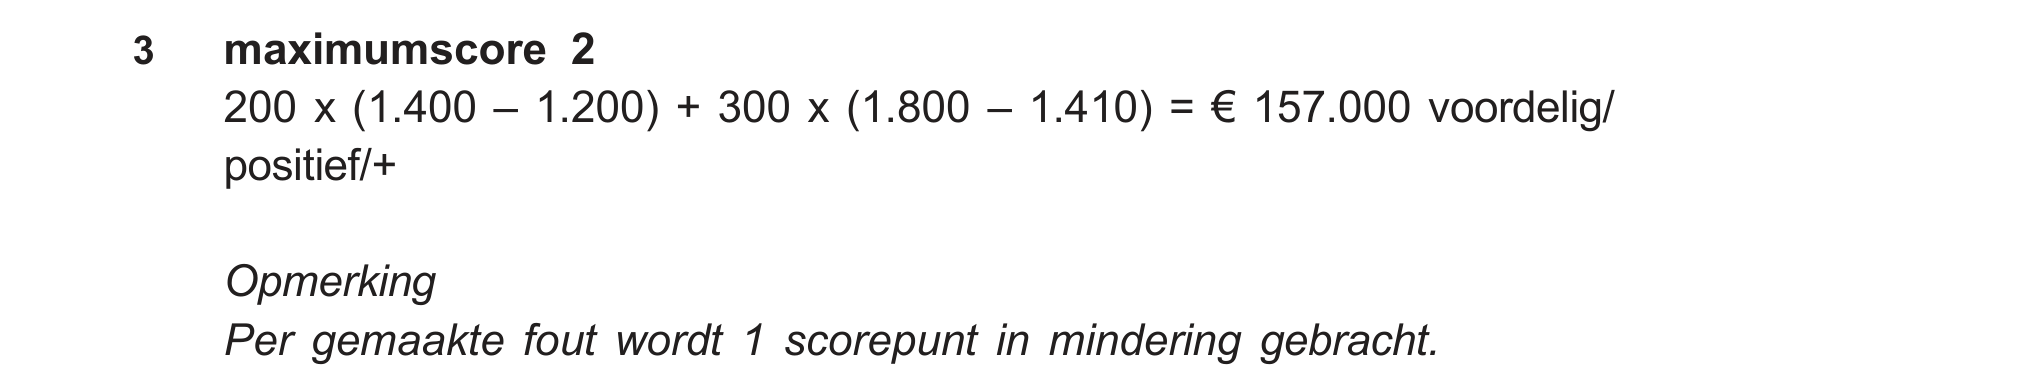 3 maximumscore 2
200 x (1.400 – 1.200) + 300 x (1.800 – 1.410) = € 157.000 voordelig/
positief/+
Opmerking
Per gemaakte fout wordt 1 scorepunt in mindering gebracht.